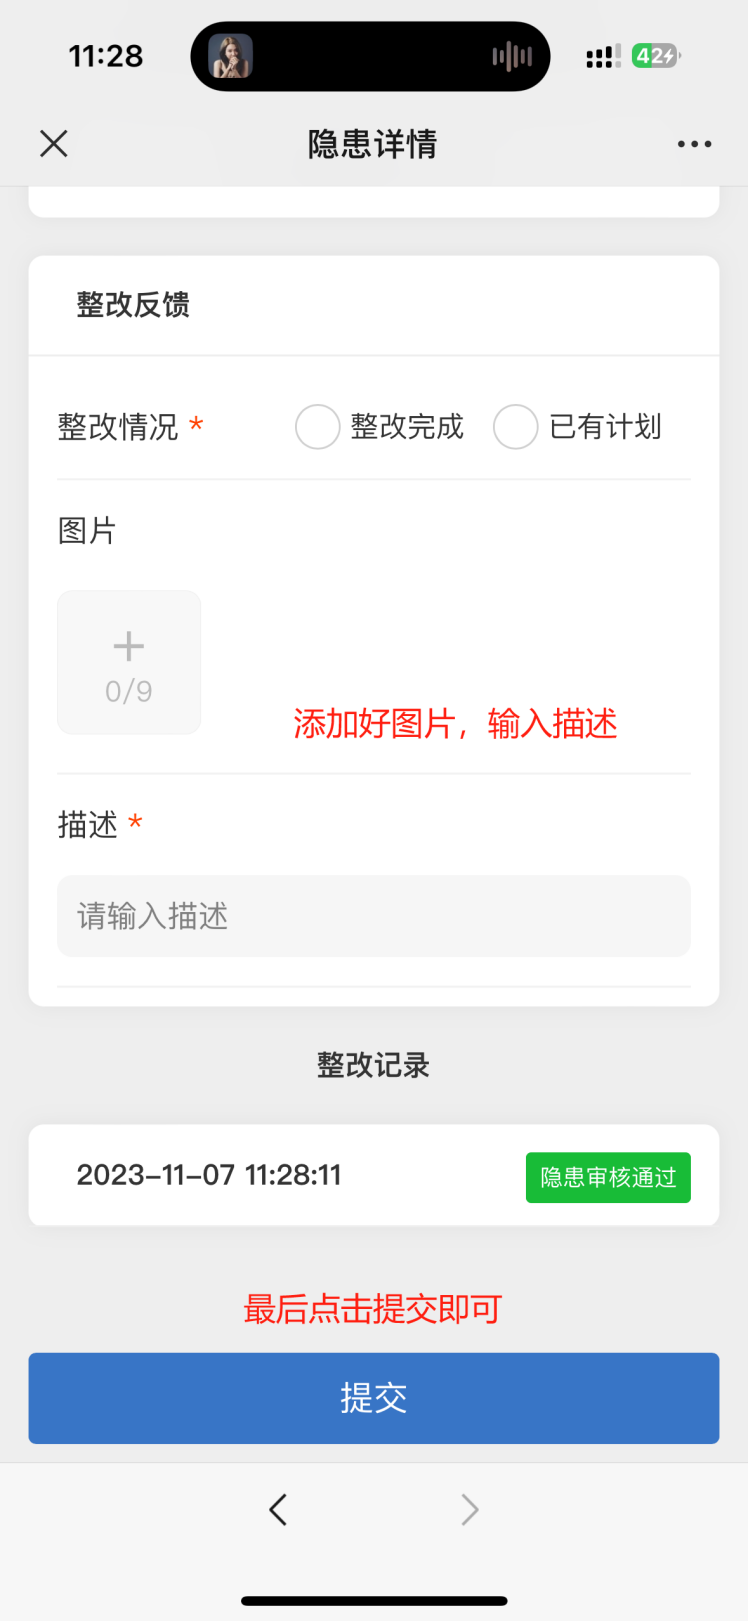 11:28
42
隐患详情
整改反馈
整改情况 * 整改完成 已有计划
图片
0/9
添加好图片，输入描述
描述 *
请输入描述
整改记录
2023-11-07 11:28:11 隐患审核通过
最后点击提交即可
提交